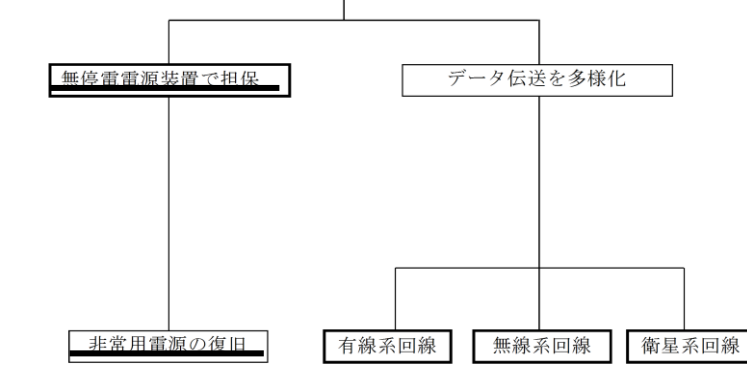 無停電電源装置で担保
データ伝送を多様化
非常用電源の復旧
有線系回線
無線系回線
衛星系回線